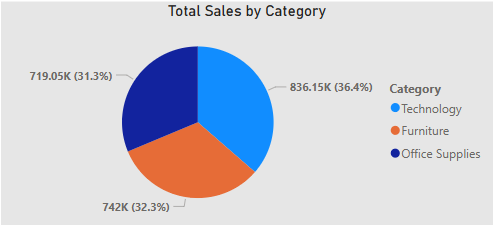 Total Sales by Category
719.05K (31.3%)
836.15K (36.4%)
742K (32.3%)
Category
Technology
Furniture
Office Supplies